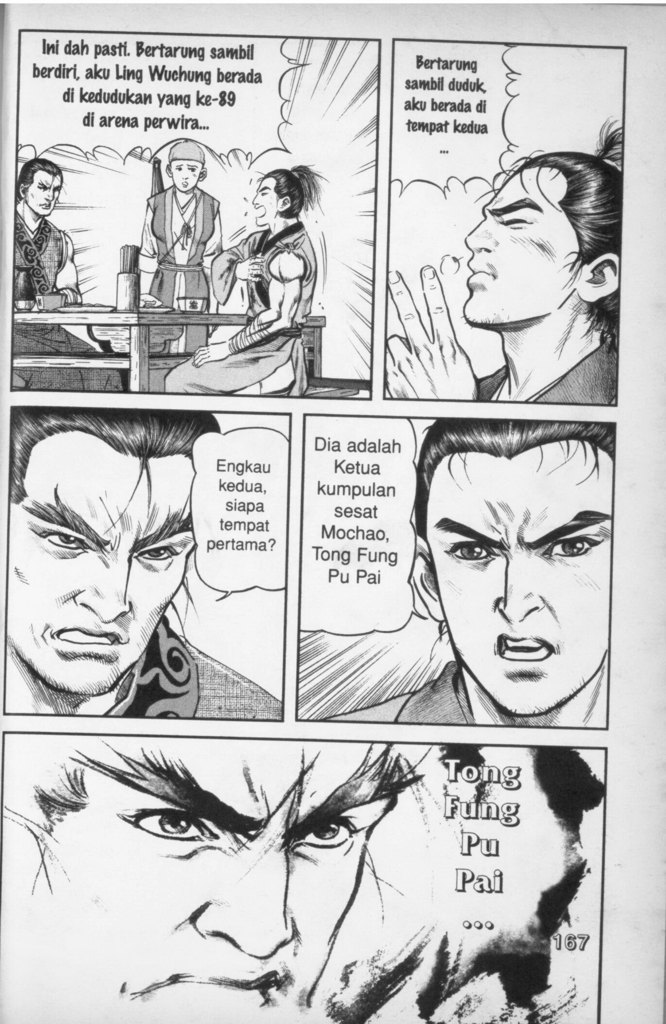 Ini dah pasti. Bertarung sambil
berdiri, aku Ling Wuchung berada
di kedudukan yang ke-89
di arena perwira...
Bertarung
sambil duduk,
aku berada di
tempat kedua
...
Engkau
kedua,
siapa
tempat
pertama?
Dia adalah
Ketua
kumpulan
sesat
Mochao,
Tong Fung
Pu Pai
Tong
Fung
Pu
Pai
...
167